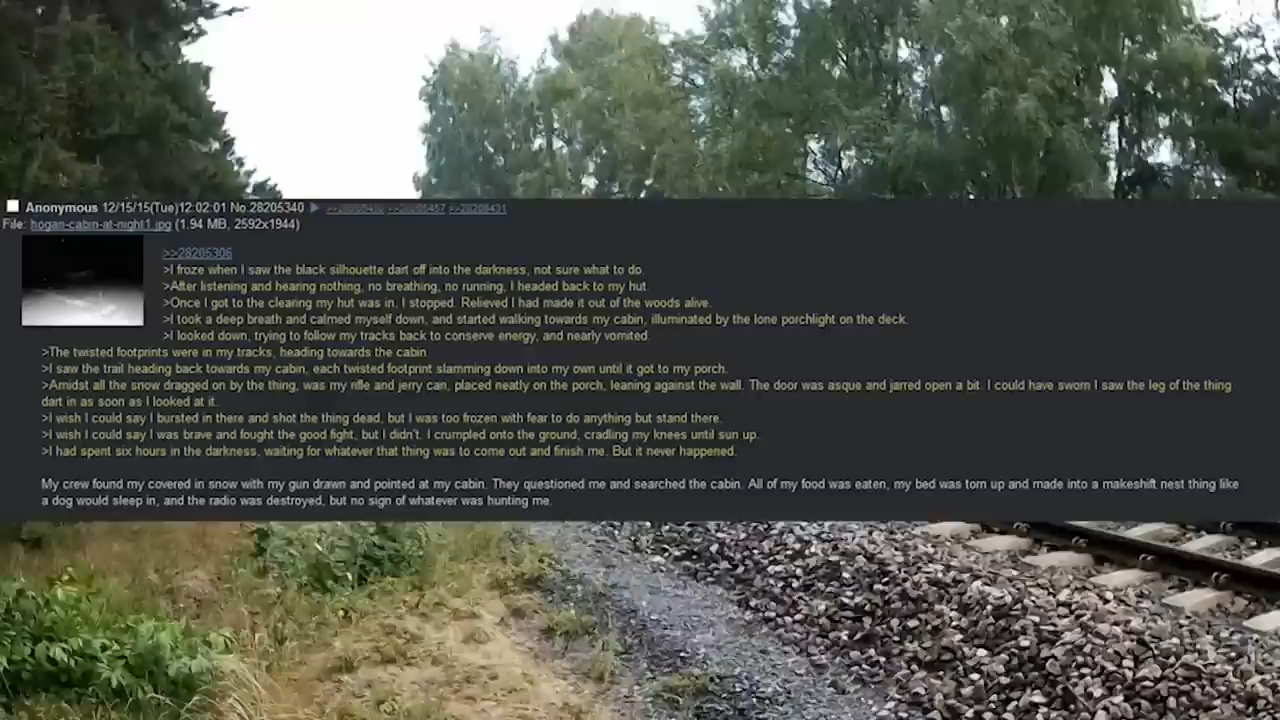 Anonymous 12/15/15(Tue)12:02:01 No.28205340
File: hogan-cabin-at-night1.jpg (1.94 MB, 2592x1944)
>>28205306
>I froze when I saw the black silhouette dart off into the darkness, not sure what to do.
>After listening and hearing nothing, no breathing, no running, I headed back to my hut.
>Once I got to the clearing my hut was in, I stopped. Relieved I had made it out of the woods alive.
>I took a deep breath and calmed myself down, and started walking towards my cabin, illuminated by the lone porchlight on the deck.
>I looked down, trying to follow my tracks back to conserve energy, and nearly vomited.
>The twisted footprints were in my tracks, heading towards the cabin.
>I saw the trail heading back towards my cabin, each twisted footprint slamming down into my own until it got to my porch.
>Amidst all the snow dragged on by the thing, was my rifle and jerry can, placed neatly on the porch, leaning against the wall. The door was asque and jarred open a bit. I could have sworn I saw the leg of the thing
dart in as soon as I looked at it.
>I wish I could say I bursted in there and shot the thing dead, but I was too frozen with fear to do anything but stand there.
>I wish I could say I was brave and fought the good fight, but I didn't. I crumpled onto the ground, cradling my knees until sun up.
>I had spent six hours in the darkness, waiting for whatever that thing was to come out and finish me. But it never happened.
My crew found my covered in snow with my gun drawn and pointed at my cabin. They questioned me and searched the cabin. All of my food was eaten, my bed was torn up and made into a makeshift nest thing like
a dog would sleep in, and the radio was destroyed, but no sign of whatever was hunting me.